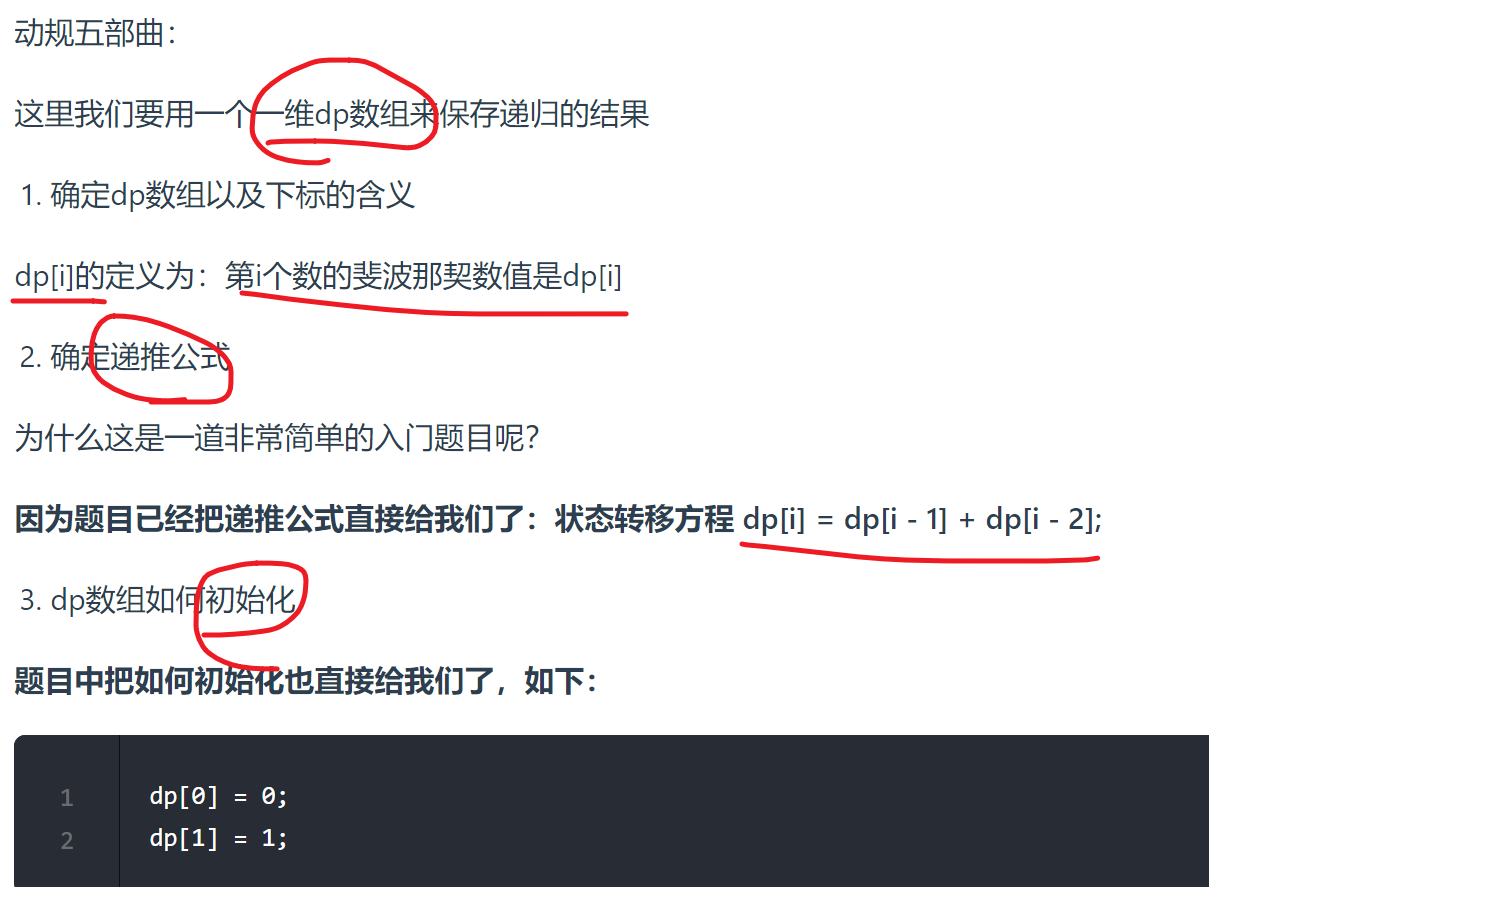 动规五部曲：
这里我们要用一个一维dp数组来保存递归的结果
1. 确定dp数组以及下标的含义
dp[i]的定义为：第i个数的斐波那契数值是dp[i]
2. 确定递推公式
为什么这是一道非常简单的入门题目呢？
因为题目已经把递推公式直接给我们了：状态转移方程 dp[i] = dp[i - 1] + dp[i - 2];
3. dp数组如何初始化
题目中把如何初始化也直接给我们了，如下：
1 dp[0] = 0;
2 dp[1] = 1;